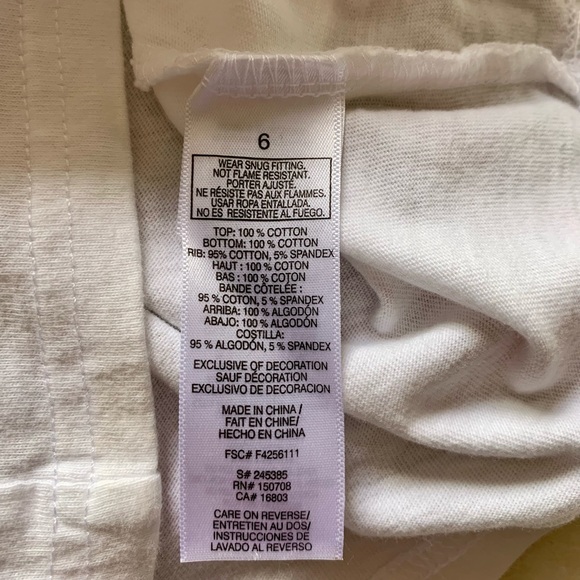 6
WEAR SNUG FITTING.
NOT FLAME RESISTANT.
PORTER AJUSTÉ.
NE RÉSISTE PAS AUX FLAMMES.
USAR ROPA ENTALLADA.
NO ES RESISTENTE AL FUEGO.
TOP: 100 % COTTON
BOTTOM: 100 % COTTON
RIB: 95% COTTON, 5% SPANDEX
HAUT : 100 % COTON
BAS : 100 % COTON
BANDE CÔTELÉE :
95 % COTON, 5 % SPANDEX
ARRIBA: 100 % ALGODÓN
ABAJO: 100 % ALGODÓN
COSTILLA:
95 % ALGODÓN, 5 % SPANDEX
EXCLUSIVE OF DECORATION
SAUF DÉCORATION
EXCLUSIVO DE DECORACION
MADE IN CHINA /
FAIT EN CHINE/
HECHO EN CHINA
FSC# F4256111
S# 245385
RN# 150708
CA# 16803
CARE ON REVERSE/
ENTRETIEN AU DOS/
INSTRUCCIONES DE
LAVADO AL REVERSO